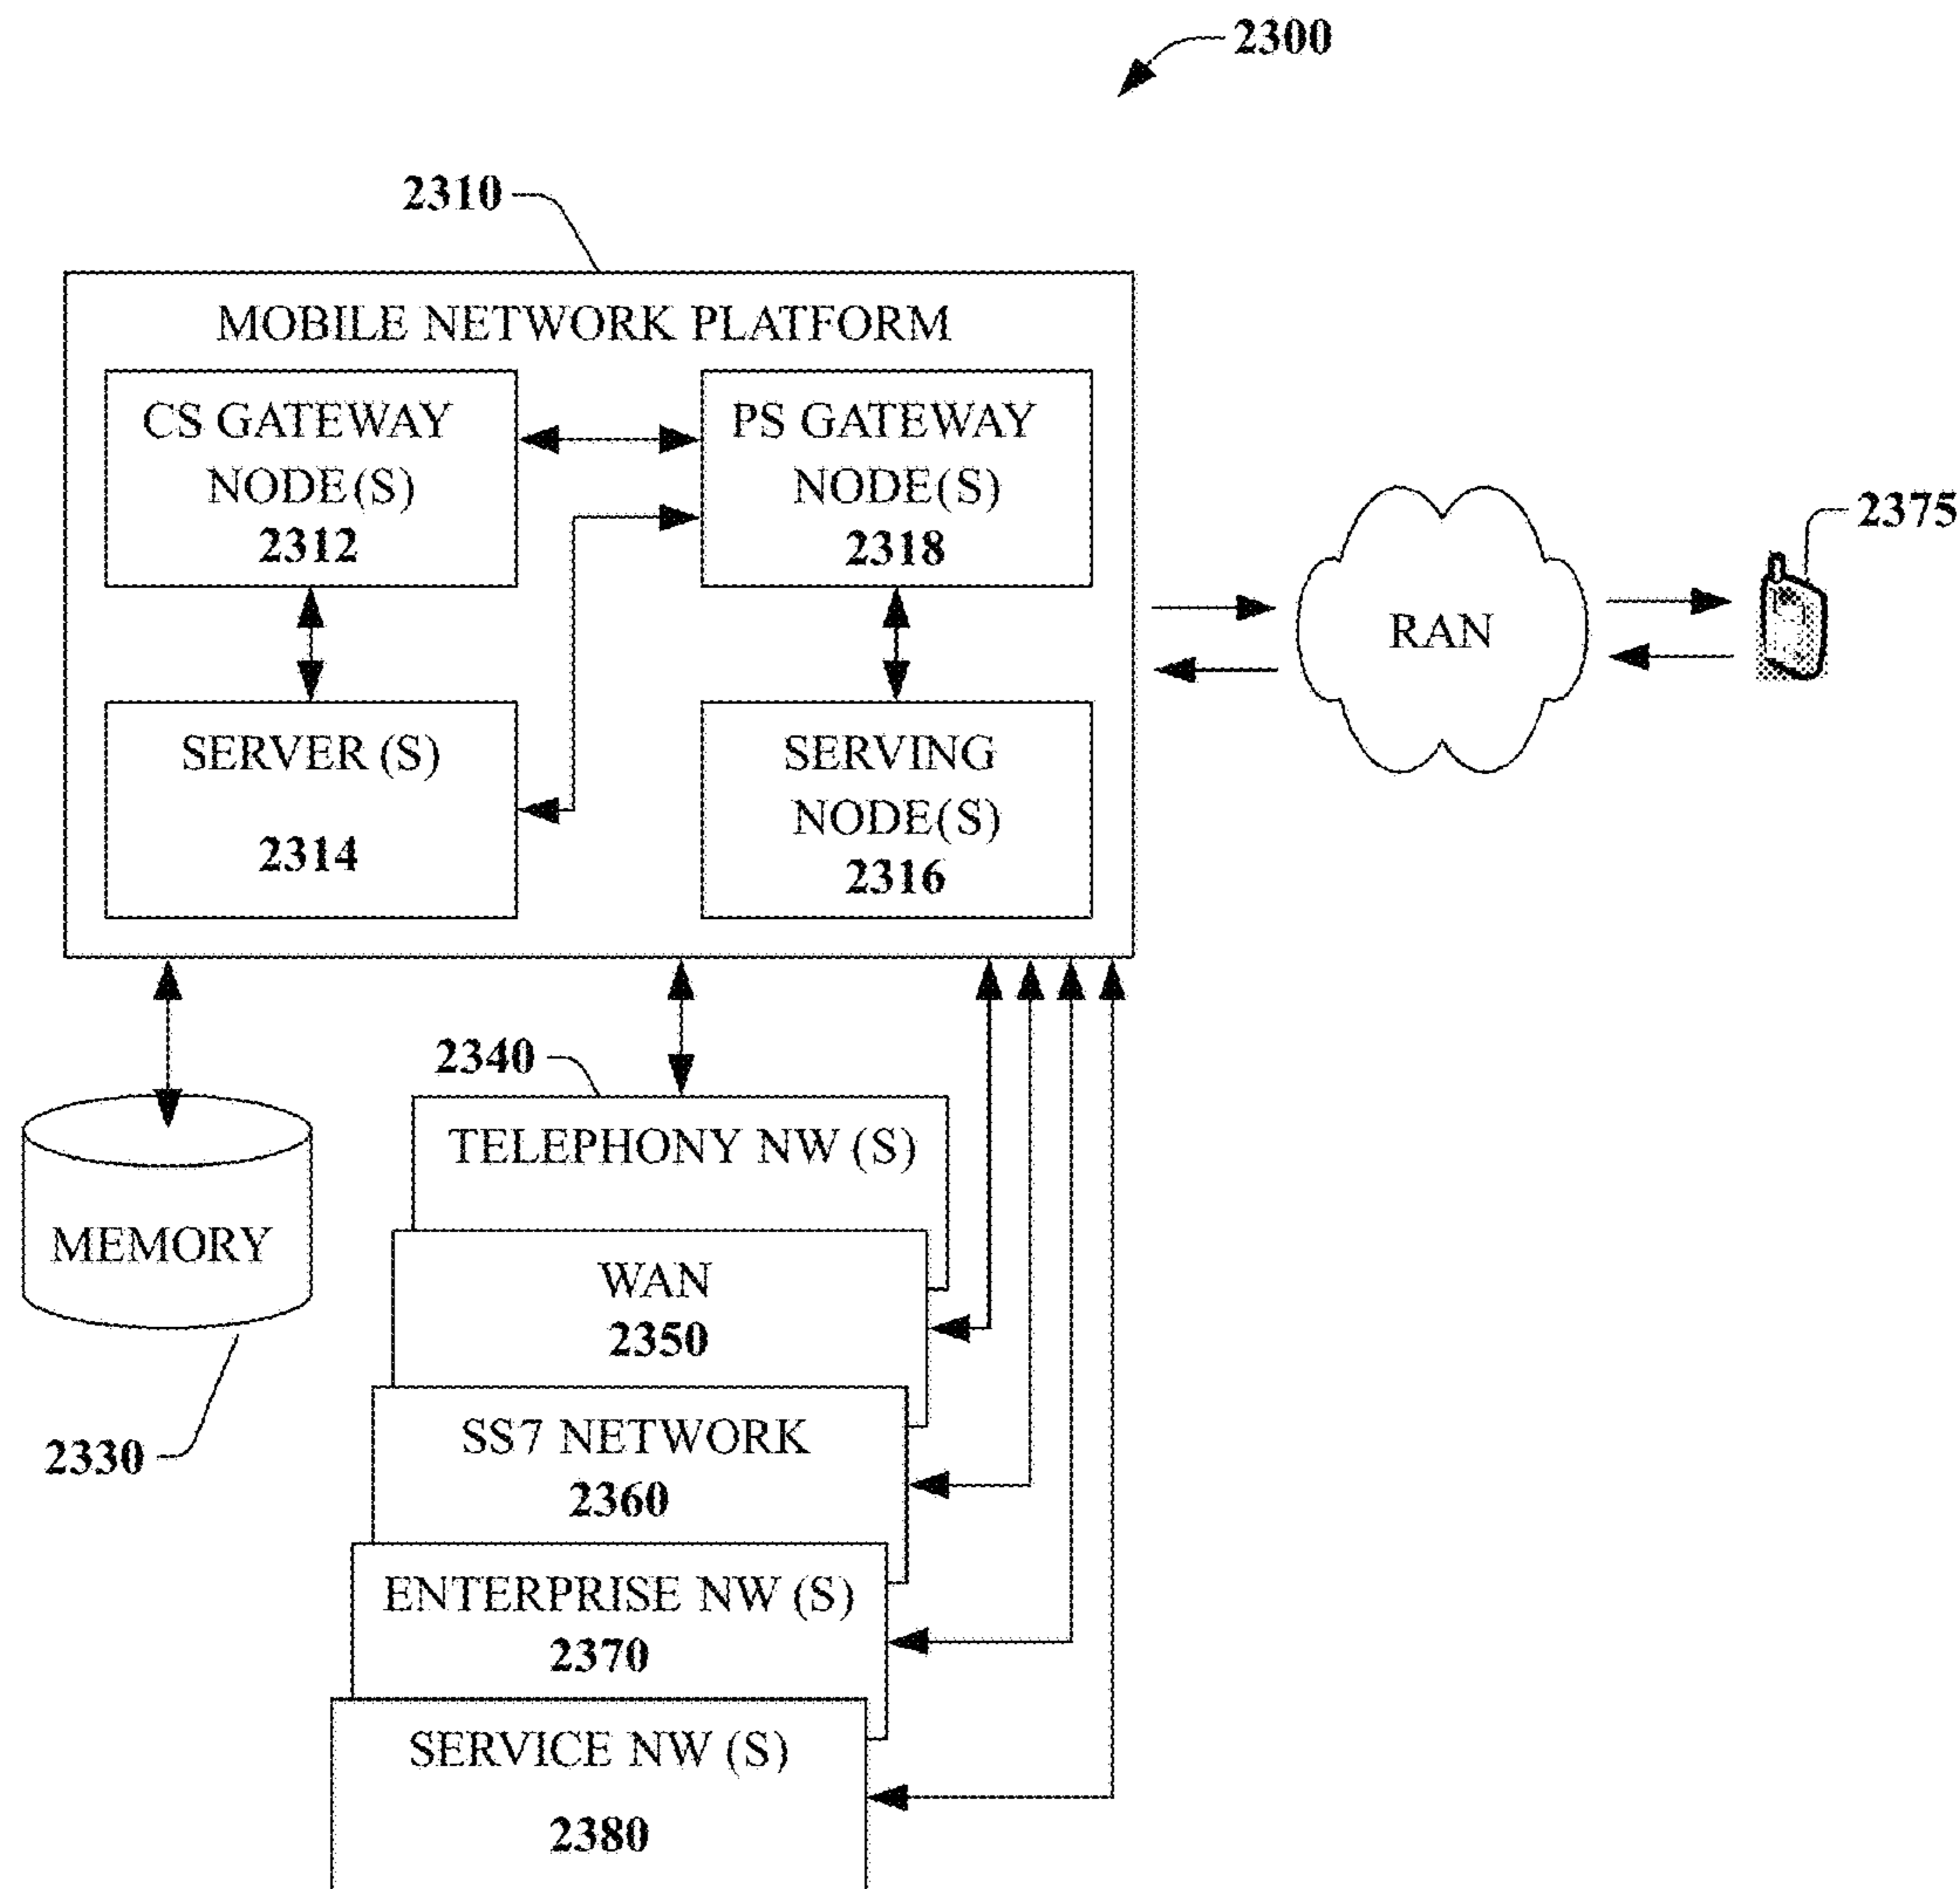 2300
2310
MOBILE NETWORK PLATFORM
CS GATEWAY
NODE(S)
2312
PS GATEWAY
NODE(S)
2318
SERVER (S)
2314
SERVING
NODE(S)
2316
RAN
2375
2340
TELEPHONY NW (S)
MEMORY
2330
WAN
2350
SS7 NETWORK
2360
ENTERPRISE NW (S)
2370
SERVICE NW (S)
2380